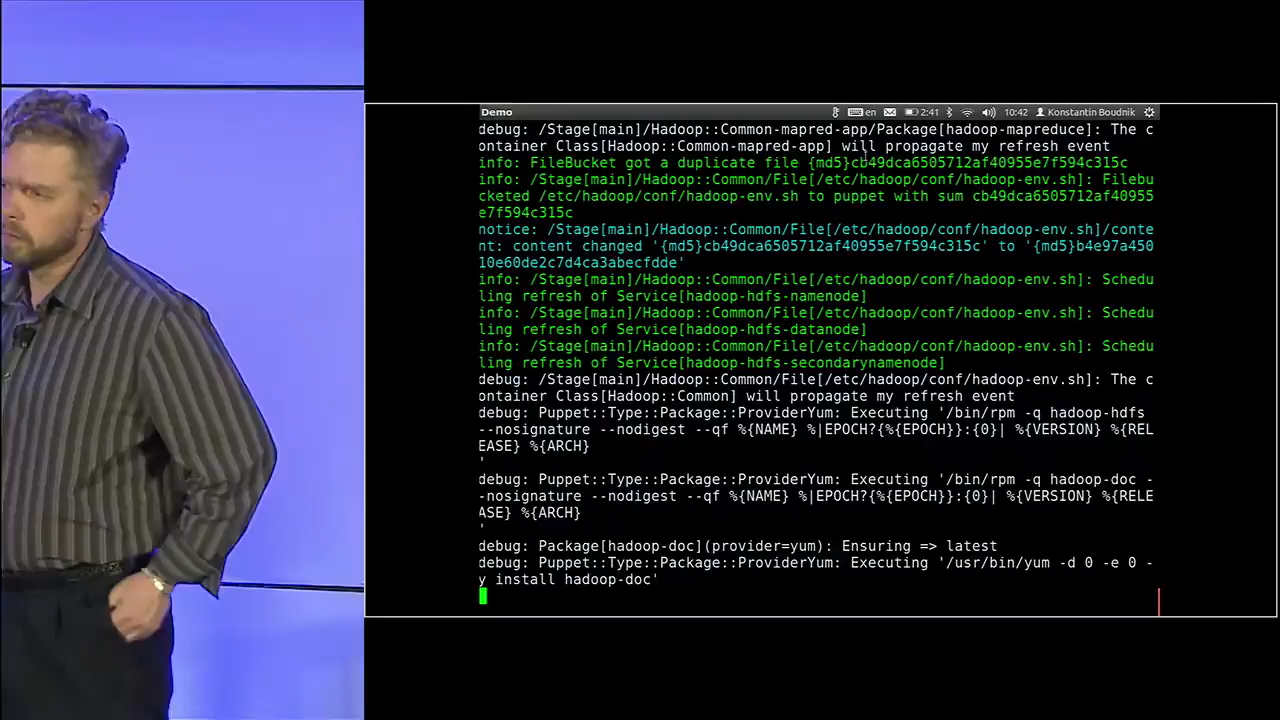 Demo en 2:41 10:42 Konstantin Boudnik
debug: /Stage[main]/Hadoop::Common-mapred-app/Package[hadoop-mapreduce]: The c
ontainer Class[Hadoop::Common-mapred-app] will propagate my refresh event
info: FileBucket got a duplicate file {md5}cb49dca6505712af40955e7f594c315c
info: /Stage[main]/Hadoop::Common/File[/etc/hadoop/conf/hadoop-env.sh]: Filebu
cketed /etc/hadoop/conf/hadoop-env.sh to puppet with sum cb49dca6505712af40955
e7f594c315c
notice: /Stage[main]/Hadoop::Common/File[/etc/hadoop/conf/hadoop-env.sh]/conte
nt: content changed '{md5}cb49dca6505712af40955e7f594c315c' to '{md5}b4e97a450
10e60de2c7d4ca3abecfdde'
info: /Stage[main]/Hadoop::Common/File[/etc/hadoop/conf/hadoop-env.sh]: Schedu
ling refresh of Service[hadoop-hdfs-namenode]
info: /Stage[main]/Hadoop::Common/File[/etc/hadoop/conf/hadoop-env.sh]: Schedu
ling refresh of Service[hadoop-hdfs-datanode]
info: /Stage[main]/Hadoop::Common/File[/etc/hadoop/conf/hadoop-env.sh]: Schedu
ling refresh of Service[hadoop-hdfs-secondarynamenode]
debug: /Stage[main]/Hadoop::Common/File[/etc/hadoop/conf/hadoop-env.sh]: The c
ontainer Class[Hadoop::Common] will propagate my refresh event
debug: Puppet::Type::Package::ProviderYum: Executing '/bin/rpm -q hadoop-hdfs
--nosignature --nodigest --qf %{NAME} %|EPOCH?{%{EPOCH}}:{0}| %{VERSION} %{REL
EASE} %{ARCH}
'
debug: Puppet::Type::Package::ProviderYum: Executing '/bin/rpm -q hadoop-doc -
-nosignature --nodigest --qf %{NAME} %|EPOCH?{%{EPOCH}}:{0}| %{VERSION} %{RELE
ASE} %{ARCH}
'
debug: Package[hadoop-doc](provider=yum): Ensuring => latest
debug: Puppet::Type::Package::ProviderYum: Executing '/usr/bin/yum -d 0 -e 0 -
y install hadoop-doc'